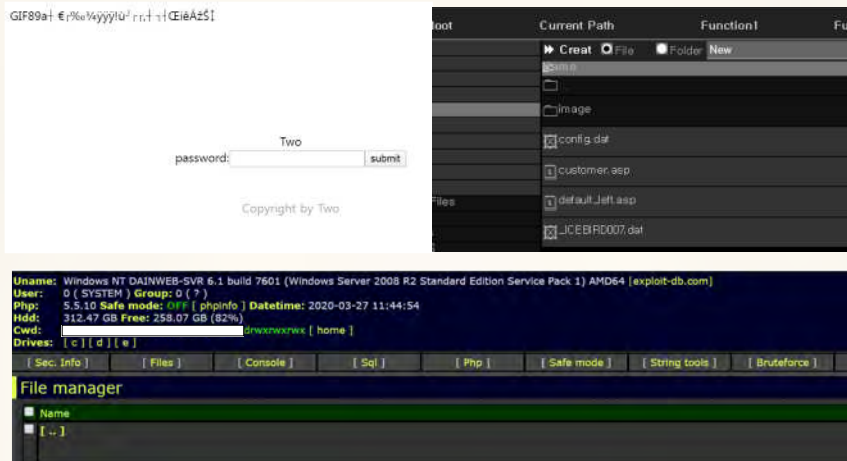 Two
password:
submit
Copyright by Two
Current Path
Function1
Creat File Folder New
image
config.dat
customer.asp
default_left.asp
_ICEBIRD007.dat
Files
Uname: Windows NT DAINWEB-SVR 6.1 build 7601 (Windows Server 2008 R2 Standard Edition Service Pack 1) AMD64 [exploit-db.com]
User: 0 ( SYSTEM ) Group: 0 ( ? )
Php: 5.5.10 Safe mode: OFF [ phpinfo ] Datetime: 2020-03-27 11:44:54
Hdd: 312.47 GB Free: 258.07 GB (82%)
Cwd: drwxrwxrwx [ home ]
Drives: [ c ] [ d ] [ e ]
[ Sec. Info ] [ Files ] [ Console ] [ Sql ] [ Php ] [ Safe mode ] [ String tools ] [ Bruteforce ]
File manager
Name
[ .. ]